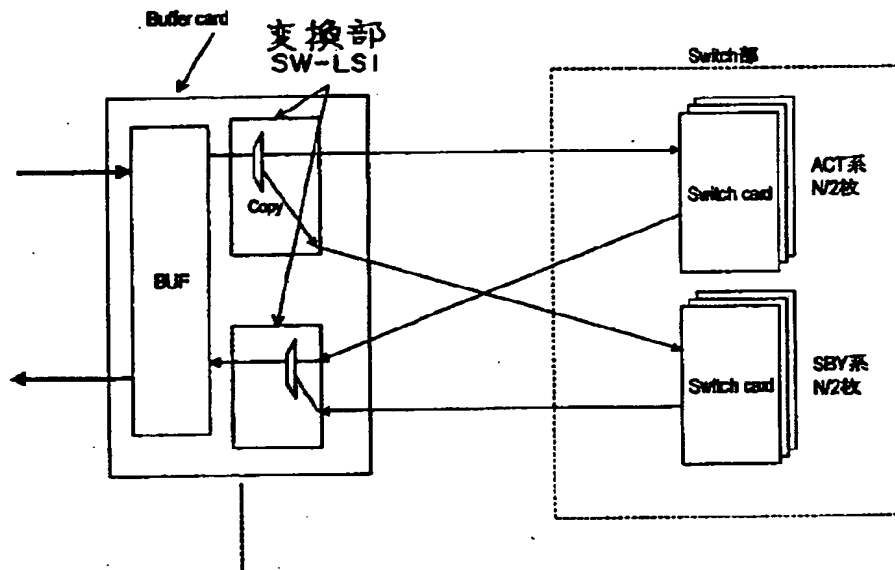 Buffer card
変換部
SW-LSI
Switch部
Copy
BUF
Switch card
ACT系
N/2枚
Switch card
SBY系
N/2枚